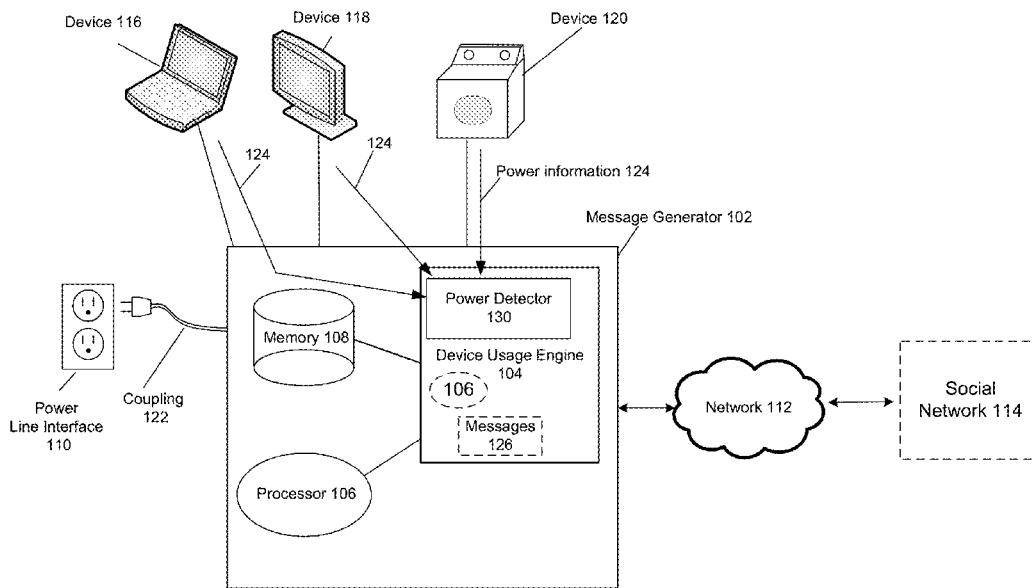 Device 116
Device 118
Device 120
124
124
Power information 124
Message Generator 102
Power Detector
130
Memory 108
Device Usage Engine
104
106
Messages
126
Processor 106
Coupling
122
Power
Line Interface
110
Network 112
Social
Network 114